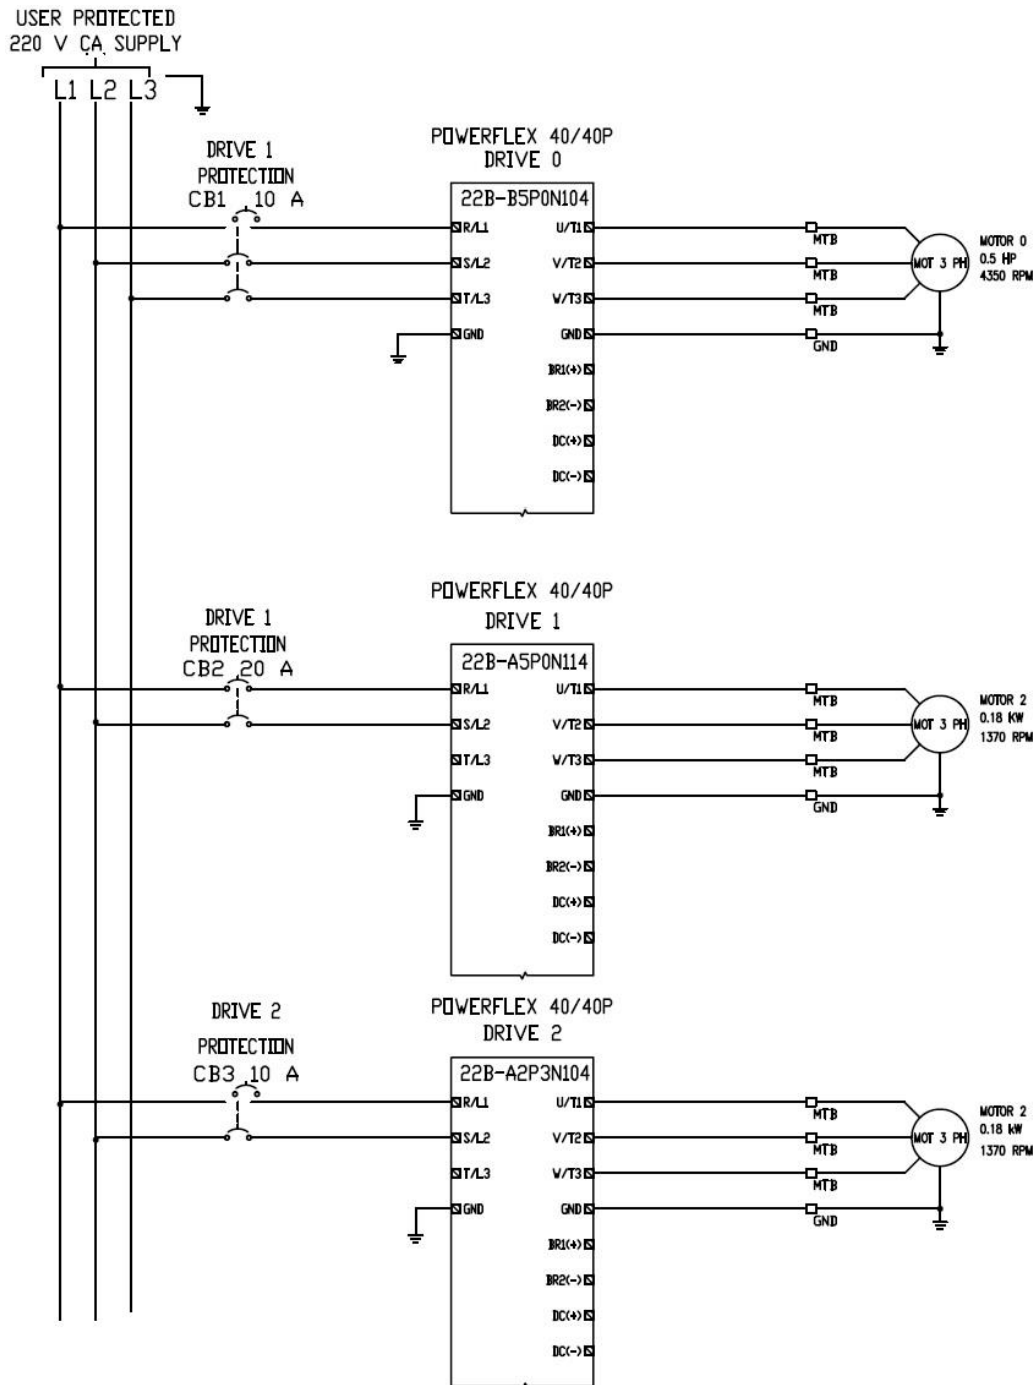 USER PROTECTED
220 V CA SUPPLY
L1 L2 L3
DRIVE 1
PROTECTION
CB1 10 A
POWERFLEX 40/40P
DRIVE 0
22B-B5P0N104
R/L1 U/T1
MTB
S/L2 V/T2
MTB
T/L3 W/T3
MTB
GND GND
GND
BR1(+)
BR2(-)
DC(+)
DC(-)
MOT 3 PH
MOTOR 0
0.5 HP
4350 RPM
DRIVE 1
PROTECTION
CB2 20 A
POWERFLEX 40/40P
DRIVE 1
22B-A5P0N114
R/L1 U/T1
MTB
S/L2 V/T2
MTB
T/L3 W/T3
MTB
GND GND
GND
BR1(+)
BR2(-)
DC(+)
DC(-)
MOT 3 PH
MOTOR 2
0.18 KW
1370 RPM
DRIVE 2
PROTECTION
CB3 10 A
POWERFLEX 40/40P
DRIVE 2
22B-A2P3N104
R/L1 U/T1
MTB
S/L2 V/T2
MTB
T/L3 W/T3
MTB
GND GND
GND
BR1(+)
BR2(-)
DC(+)
DC(-)
MOT 3 PH
MOTOR 2
0.18 kW
1370 RPM